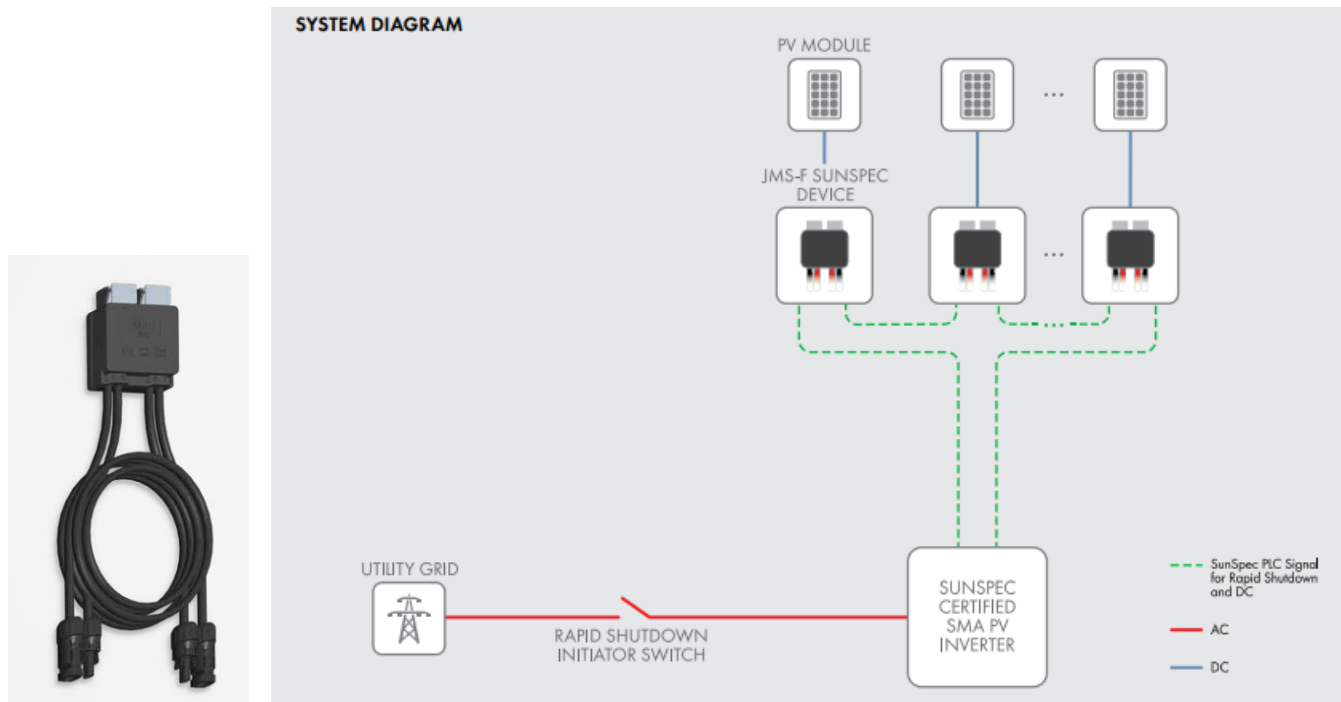 SYSTEM DIAGRAM
PV MODULE
...
JMS-F SUNSPEC
DEVICE
...
UTILITY GRID
RAPID SHUTDOWN
INITIATOR SWITCH
SUNSPEC
CERTIFIED
SMA PV
INVERTER
SunSpec PLC Signal
for Rapid Shutdown
and DC
AC
DC